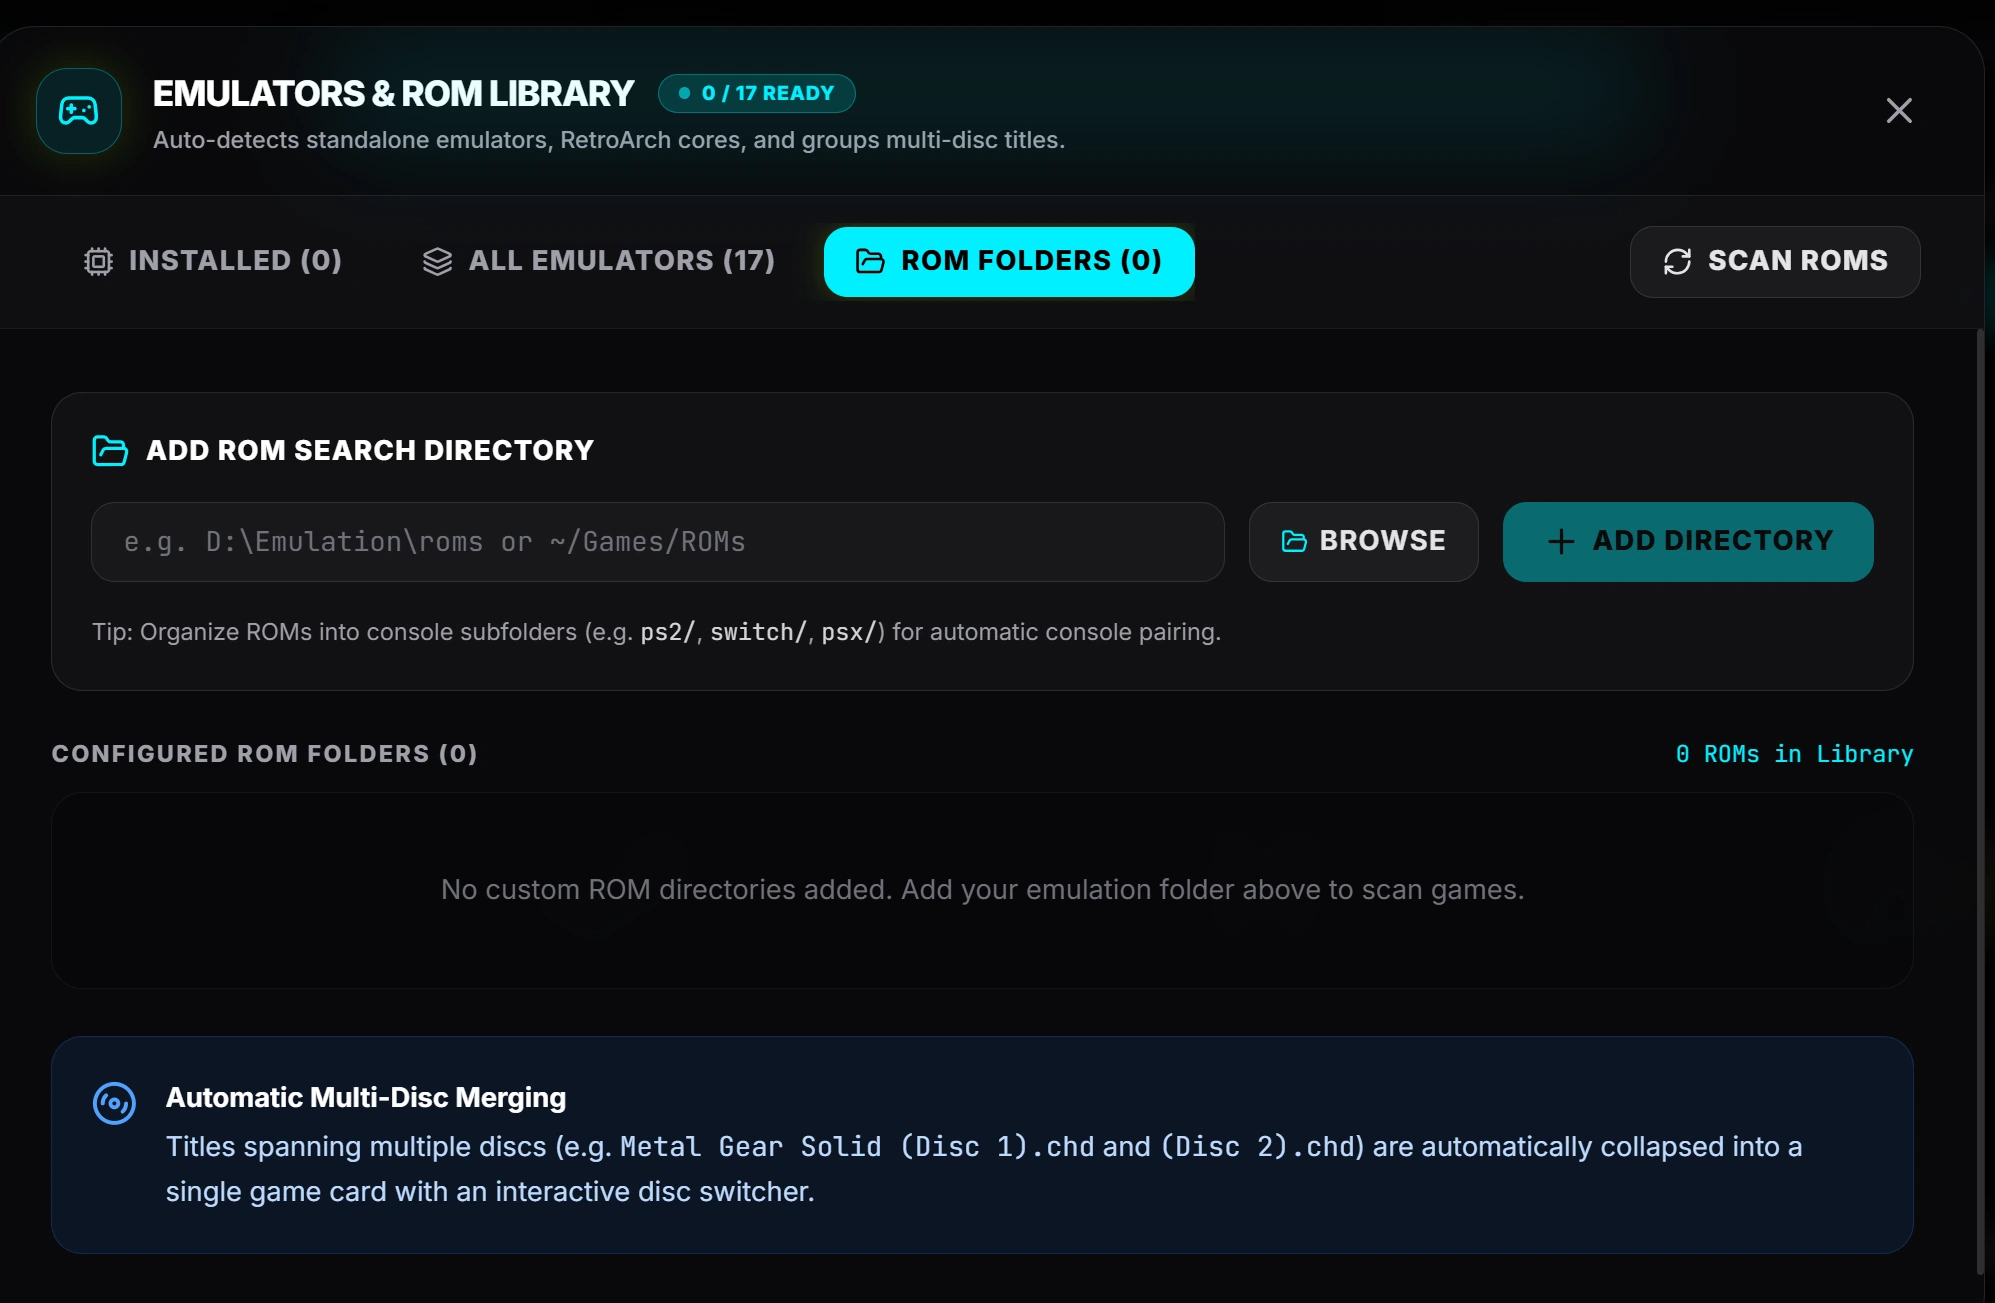 EMULATORS & ROM LIBRARY
0 / 17 READY
Auto-detects standalone emulators, RetroArch cores, and groups multi-disc titles.
INSTALLED (0)
ALL EMULATORS (17)
ROM FOLDERS (0)
SCAN ROMS
ADD ROM SEARCH DIRECTORY
e.g. D:\Emulation\roms or ~/Games/ROMs
BROWSE
ADD DIRECTORY
Tip: Organize ROMs into console subfolders (e.g. ps2/, switch/, psx/) for automatic console pairing.
CONFIGURED ROM FOLDERS (0)
0 ROMs in Library
No custom ROM directories added. Add your emulation folder above to scan games.
Automatic Multi-Disc Merging
Titles spanning multiple discs (e.g. Metal Gear Solid (Disc 1).chd and (Disc 2).chd) are automatically collapsed into a
single game card with an interactive disc switcher.